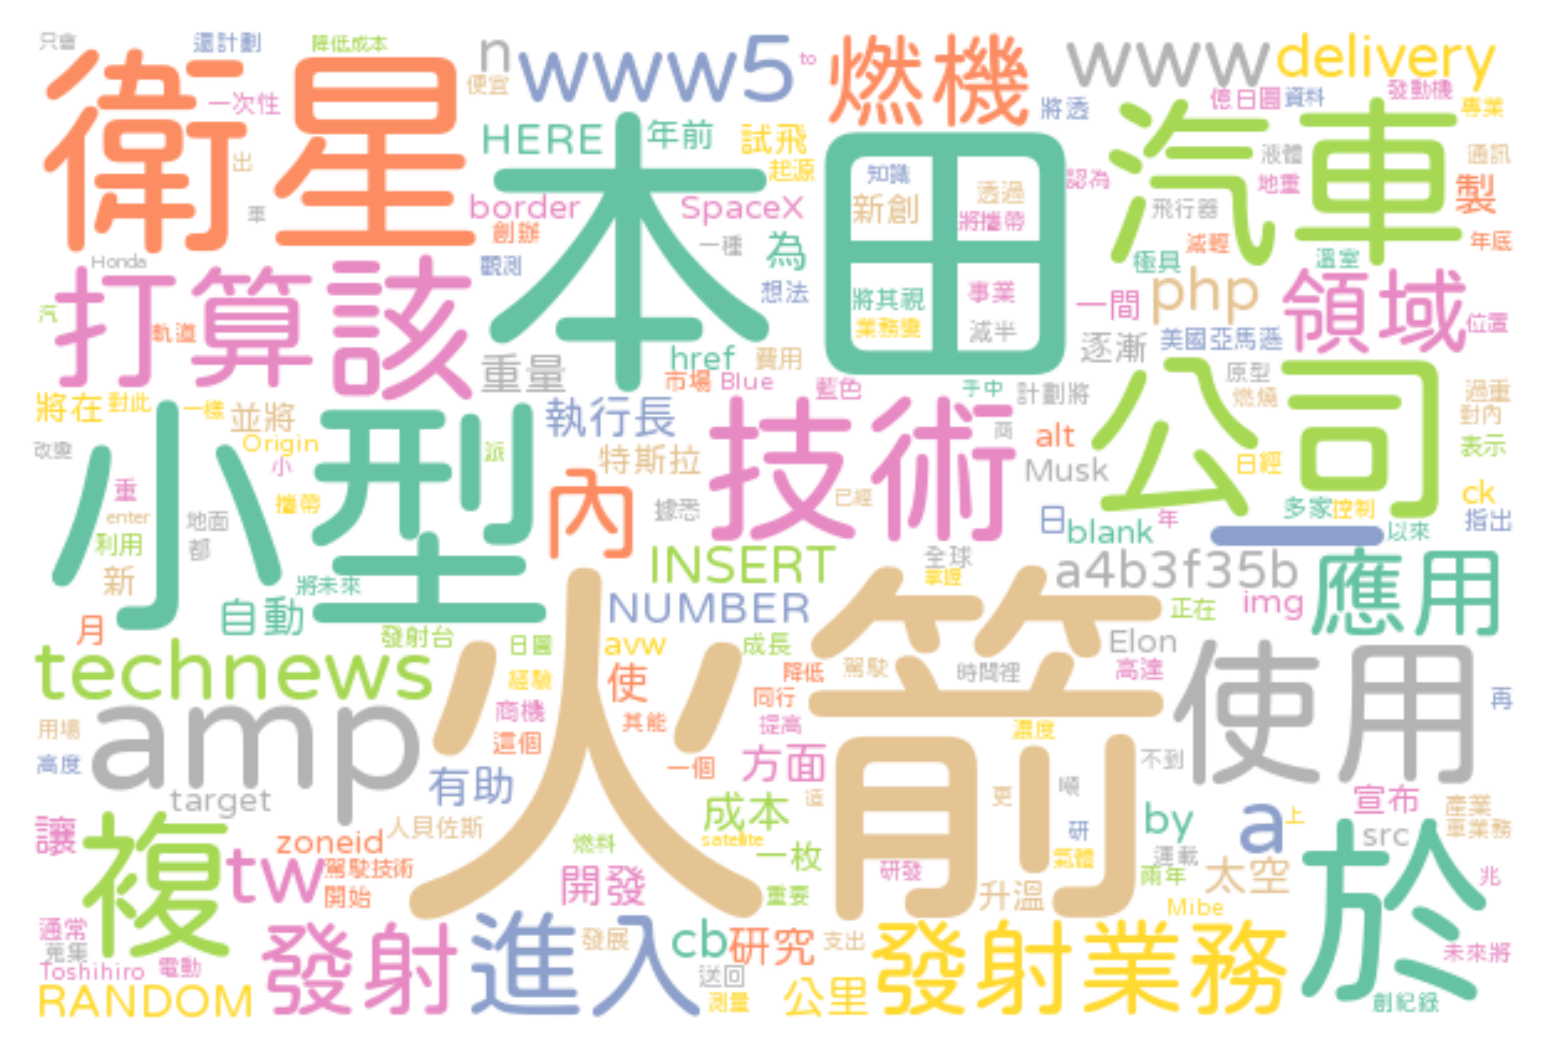 只會 還計劃 降低成本 n www5 to 燃機 www delivery
衛星 一次性 便宜 將透 億日圓 資料 發動機 專業
HERE 年前 試飛 汽車 液體 通訊
出 本田 知識 起源 認為 地重 製
軍 border SpaceX 新創 透過 將攜帶 飛行器
創辦 一種 為 減輕 年底
Honda 觀測 極具 溫室
打算 該 想法 將其視 事業 一間 php 領域
汽 軌道 業務變 減半 位置
重量 href 費用 逐漸 美國亞馬遜
市場 Blue 藍色 手中 計劃將 原型 過重
將在 對此 一樣 並將 執行長 燃燒 對內
小型 Origin 技術 商 alt 公司 表示
改變 小 派 特斯拉 Musk 日經
重 攜帶 內 已經 ck
enter 地面 據悉 日 blank 年 多家 控制 指出
利用 都 一 以來
新 將未來 INSERT 全球 掌握 a4b3f35b 應用
自動 NUMBER 正在 img
月 發射台 日圓 avw 成長 Elon
technews 火箭 使 降低 駕駛 時間裡 高達 使用
經驗 同行 再
amp 商機 其能 提高 濃度
用場 這個 方面 不到
高度 有助 一個
target 成本 造 更 順 宣布 產業
讓 複 人貝佐斯 by a 上 src 車業務
zoneid 燃料 satellite 研 於
tw 駕駛技術 一枚 氣體 運載
開始 開發 重要 研發 升溫 兩年 太空 兆
通常 發射 進入 Mibe
蒐集 發展 cb 研究 支出 發射業務 未來將
Toshihiro 電動 送回
RANDOM 測量 公里 創紀錄